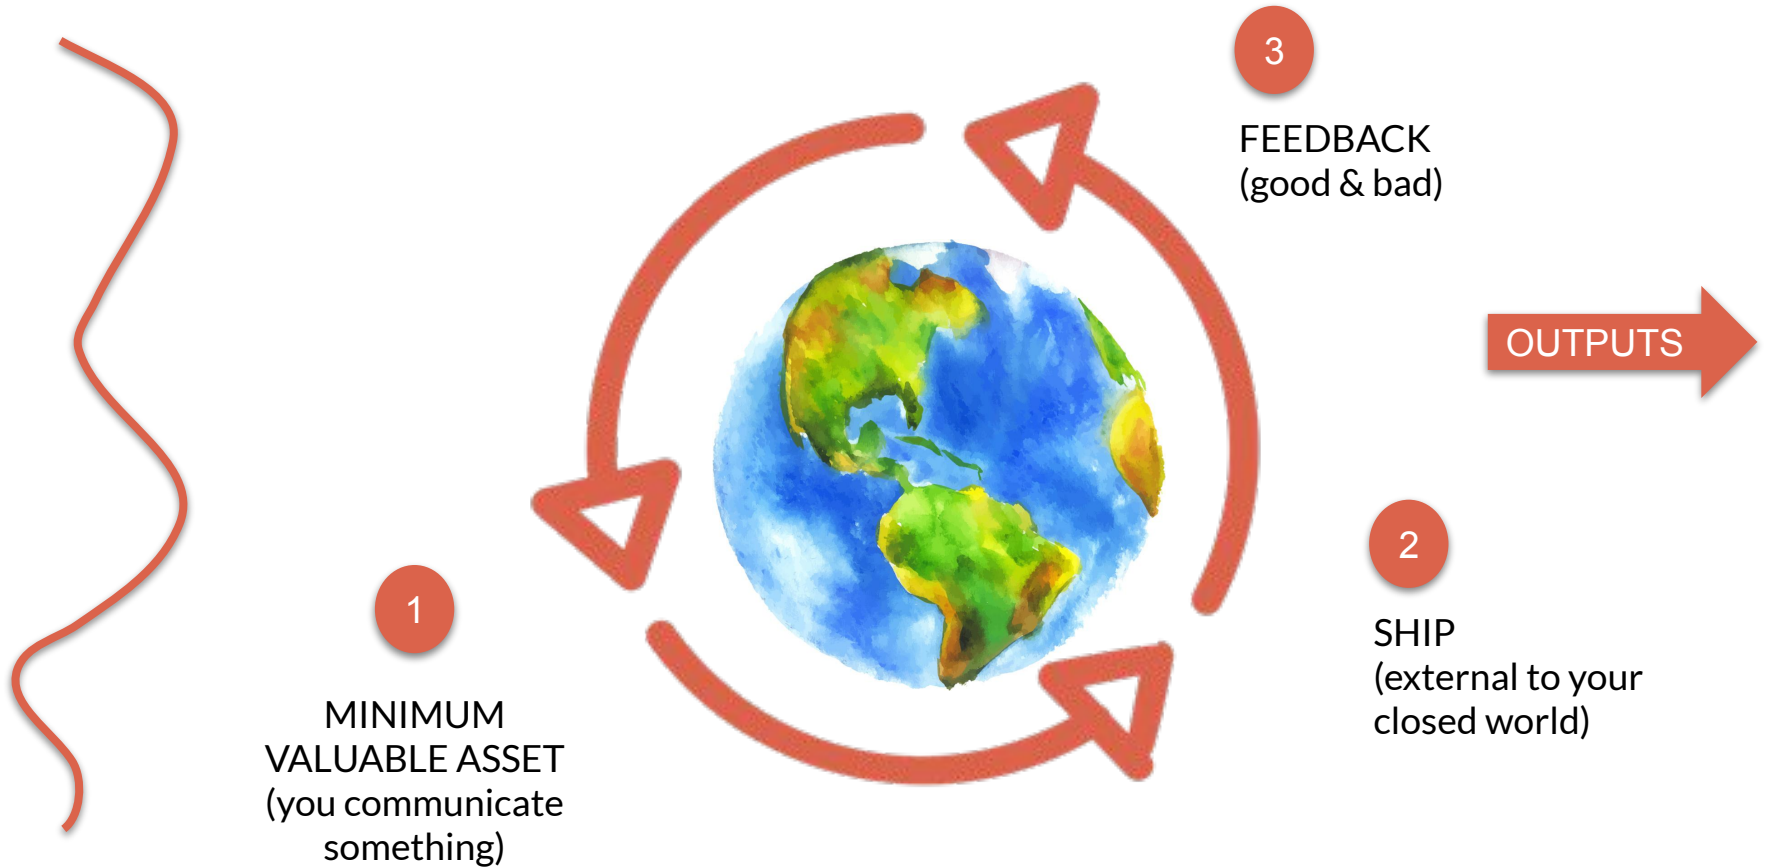 3
FEEDBACK
(good & bad)
OUTPUTS
2
SHIP
(external to your
closed world)
1
MINIMUM
VALUABLE ASSET
(you communicate
something)